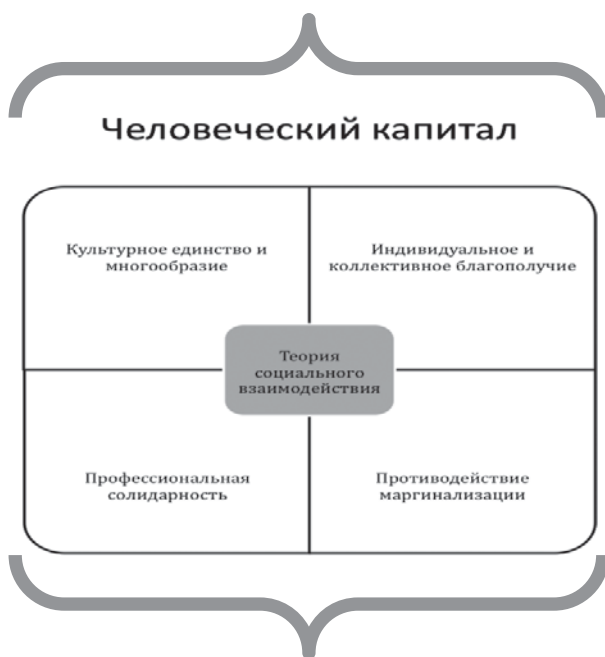 Человеческий капитал
Культурное единство и
многообразие
Индивидуальное и
коллективное благополучие
Теория
социального
взаимодействия
Профессиональная
солидарность
Противодействие
маргинализации